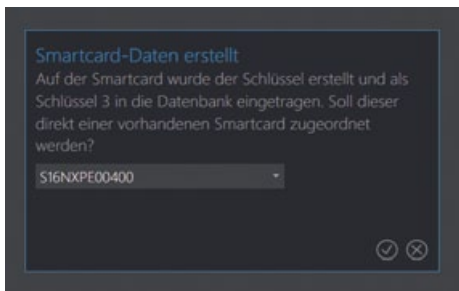 Smartcard-Daten erstellt
Auf der Smartcard wurde der Schlüssel erstellt und als
Schlüssel 3 in die Datenbank eingetragen. Soll dieser
direkt einer vorhandenen Smartcard zugeordnet
werden?
S16NXPE00400